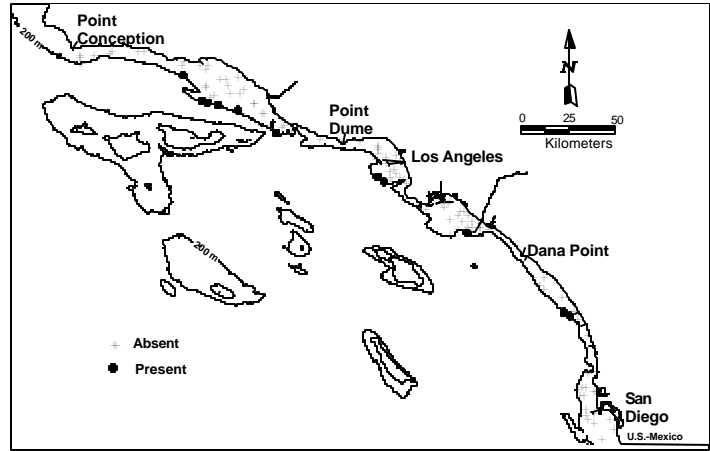 Point
Conception
200 m
N
Point
Dume
0 25 50
Kilometers
Los Angeles
Dana Point
200 m
Absent
Present
San
Diego
U.S.-Mexico